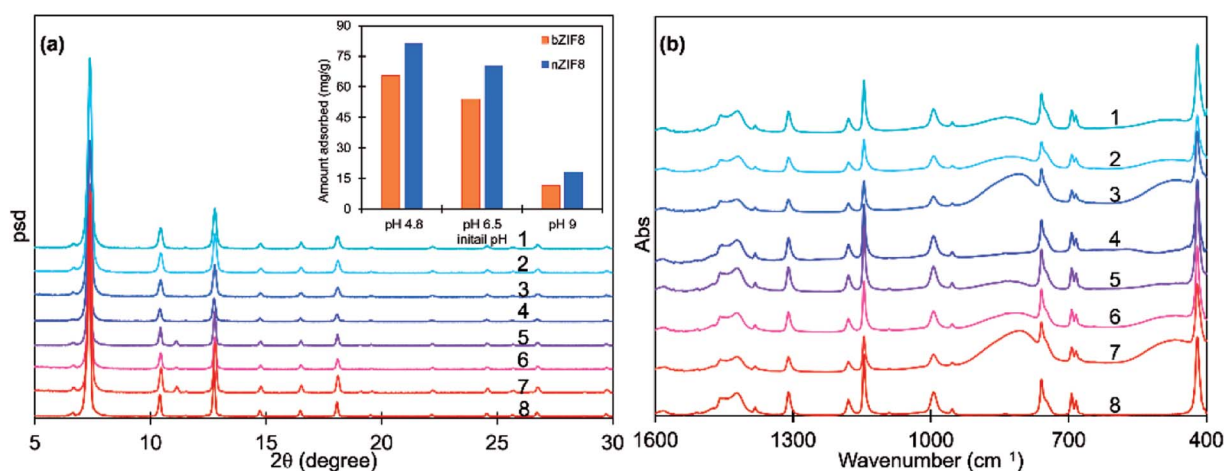 (a)
90
75
60
45
30
15
0
Amount adsorbed (mg/g)
bZIF8
nZIF8
pH 4.8
pH 6.5
initail pH
pH 9
psd
1
2
3
4
5
6
7
8
5
10
15
20
25
30
2θ (degree)
(b)
Abs
1
2
3
4
5
6
7
8
1600
1300
1000
700
400
Wavenumber (cm ⁻¹)